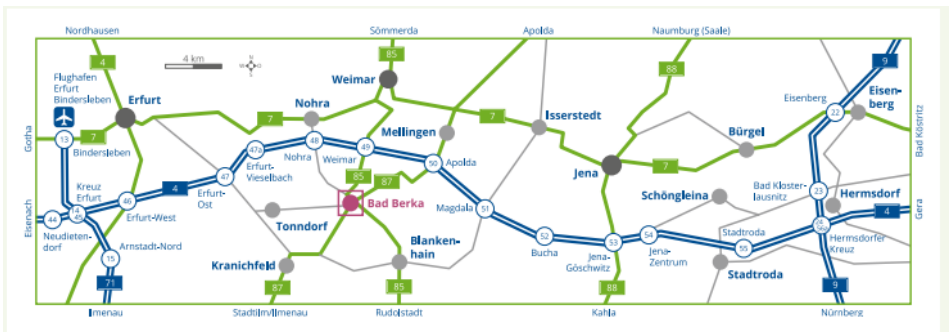 Nordhausen
Sömmerda
Apolda
Naumburg (Saale)
4 km
85
9
4
88
Flughafen
Erfurt
Bindersleben
Weimar
Erfurt
Nohra
Eisenberg
22
Eisen-
berg
7
7
7
Isserstedt
Mellingen
Bürgel
Gotha
13
7
Bindersleben
47a
Erfurt-
Vieselbach
48
Nohra
Weimar
49
50
Apolda
Jena
7
Bad Köstritz
Kreuz
Erfurt
4
47
Erfurt-
Ost
85
87
Bad Berka
Schöngleina
Bad Kloster-
lausnitz
23
Hermsdorf
Eisenach
44
14
45
46
Erfurt-West
Magdala
51
4
Gera
Neudieten-
dorf
Arnstadt-Nord
15
Tonndorf
Blanken-
hain
52
Bucha
53
Jena-
Göschwitz
54
Jena-
Zentrum
Stadtroda
55
24
Hermsdorfer
Kreuz
Kranichfeld
Stadtroda
71
87
85
88
9
Ilmenau
Stadtilm/Ilmenau
Rudolstadt
Kahla
Nürnberg